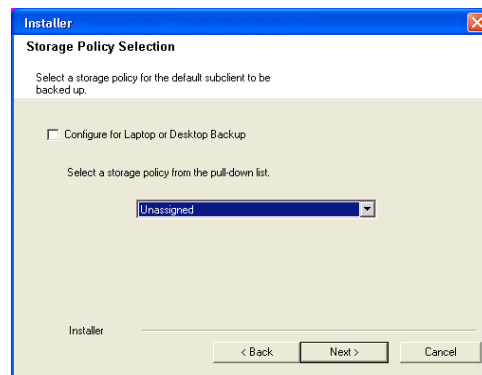 Installer
Storage Policy Selection
Select a storage policy for the default subclient to be
backed up.
Configure for Laptop or Desktop Backup
Select a storage policy from the pull-down list.
Unassigned
Installer
< Back
Next >
Cancel